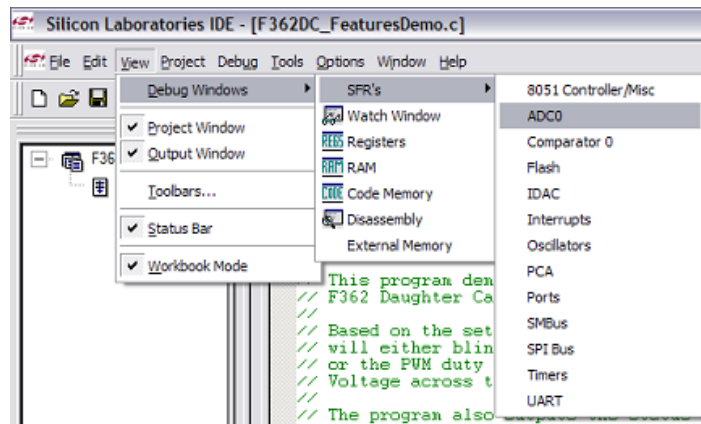 Silicon Laboratories IDE - [F362DC_FeaturesDemo.c]
File Edit View Project Debug Tools Options Window Help
Debug Windows
Project Window
Output Window
Toolbars...
Status Bar
Workbook Mode
SFR's
Watch Window
REGS Registers
RAM RAM
CODE Code Memory
Disassembly
External Memory
8051 Controller/Misc
ADC0
Comparator 0
Flash
IDAC
Interrupts
Oscillators
PCA
Ports
SMBus
SPI Bus
Timers
UART
F36
// This program dem
// F362 Daughter Ca
//
// Based on the set
// will either blin
// or the PWM duty
// Voltage across t
//
// The program also